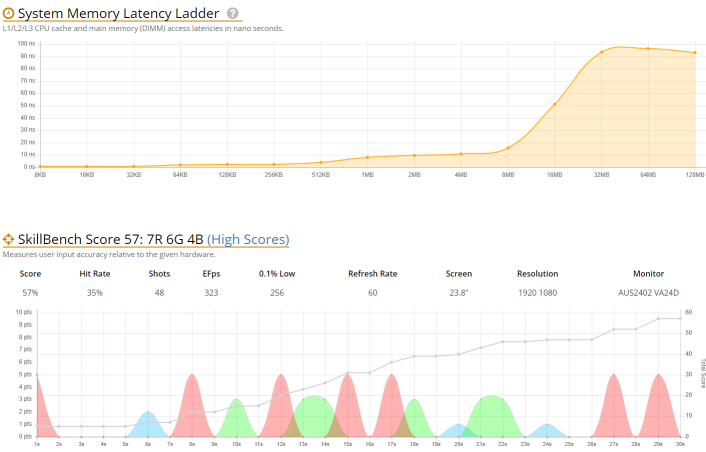 System Memory Latency Ladder ?
L1/L2/L3 CPU cache and main memory (DIMM) access latencies in nano seconds.
100 ns
90 ns
80 ns
70 ns
60 ns
50 ns
40 ns
30 ns
20 ns
10 ns
0 ns
8KB 16KB 32KB 64KB 128KB 256KB 512KB 1MB 2MB 4MB 8MB 16MB 32MB 64MB 128MB
SkillBench Score 57: 7R 6G 4B (High Scores)
Measures user input accuracy relative to the given hardware.
Score Hit Rate Shots EFps 0.1% Low Refresh Rate Screen Resolution Monitor
57% 35% 48 323 256 60 23.8" 1920 1080 AUS2402 VA24D
10 pts 60
9 pts
8 pts 50
7 pts
6 pts 40
5 pts 30
4 pts
3 pts 20
2 pts
1 pts 10
0 pts 0
Total Score
1s 2s 3s 4s 5s 6s 7s 8s 9s 10s 11s 12s 13s 14s 15s 16s 17s 18s 19s 20s 21s 22s 23s 24s 25s 26s 27s 28s 29s 30s